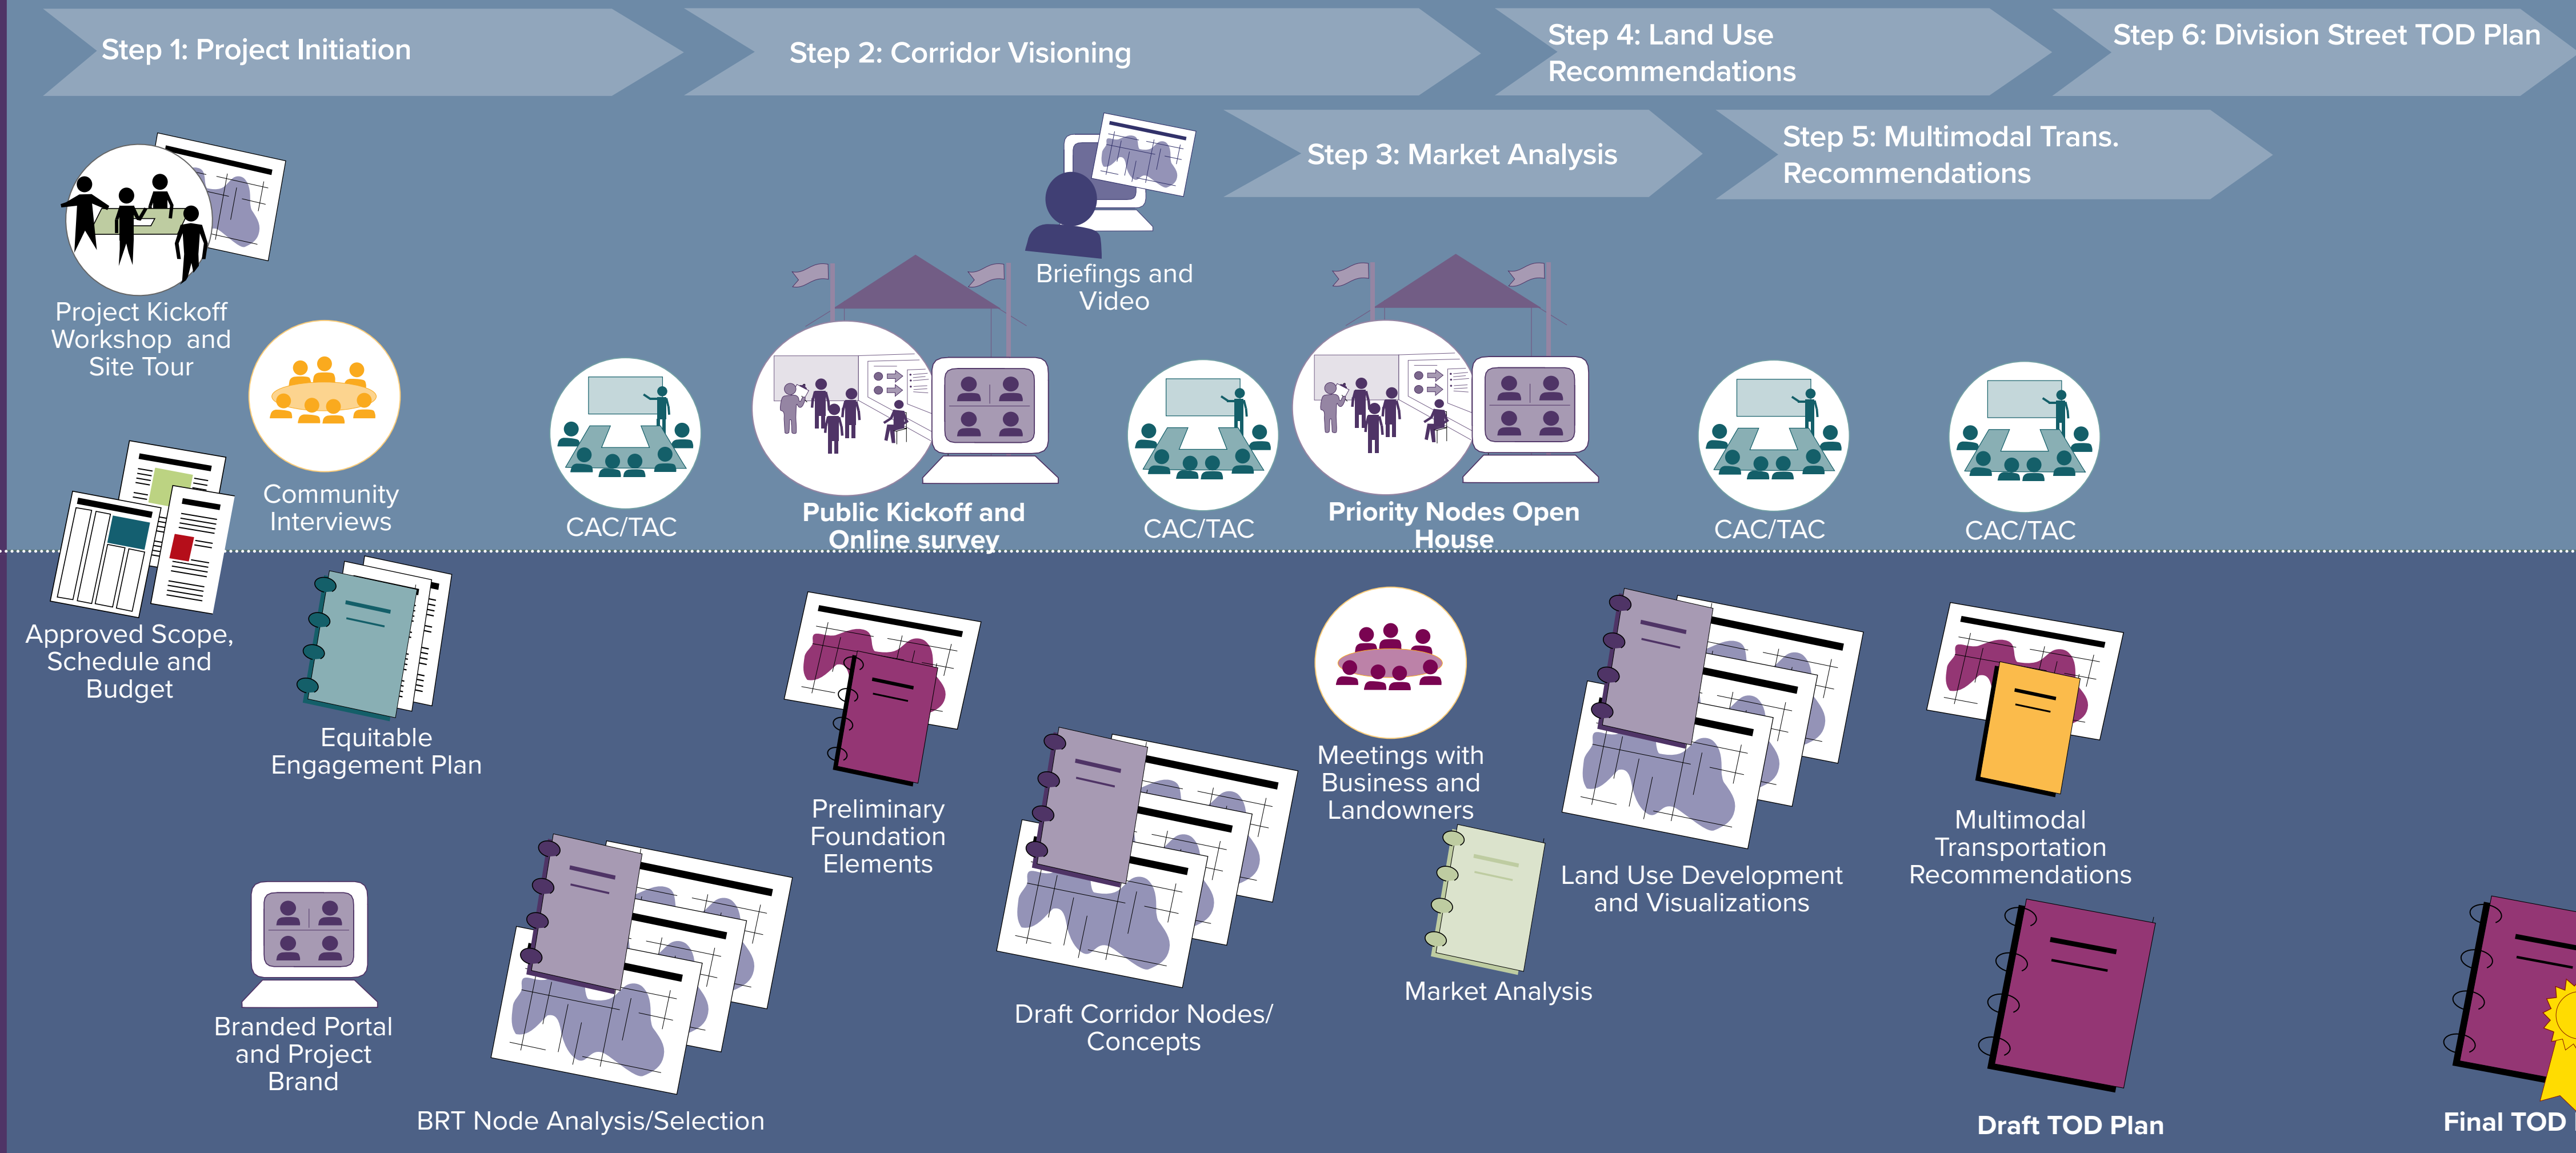 Step 1: Project Initiation
Step 2: Corridor Visioning
Step 4: Land Use
Recommendations
Step 6: Division Street TOD Plan
Step 3: Market Analysis
Step 5: Multimodal Trans.
Recommendations
Project Kickoff
Workshop and
Site Tour
Briefings and
Video
Community
Interviews
CAC/TAC
Public Kickoff and
Online survey
CAC/TAC
Priority Nodes Open
House
CAC/TAC
CAC/TAC
Approved Scope,
Schedule and
Budget
Equitable
Engagement Plan
Preliminary
Foundation
Elements
Meetings with
Business and
Landowners
Land Use Development
and Visualizations
Multimodal
Transportation
Recommendations
Market Analysis
Draft Corridor Nodes/
Concepts
Branded Portal
and Project
Brand
BRT Node Analysis/Selection
Draft TOD Plan
Final TOD